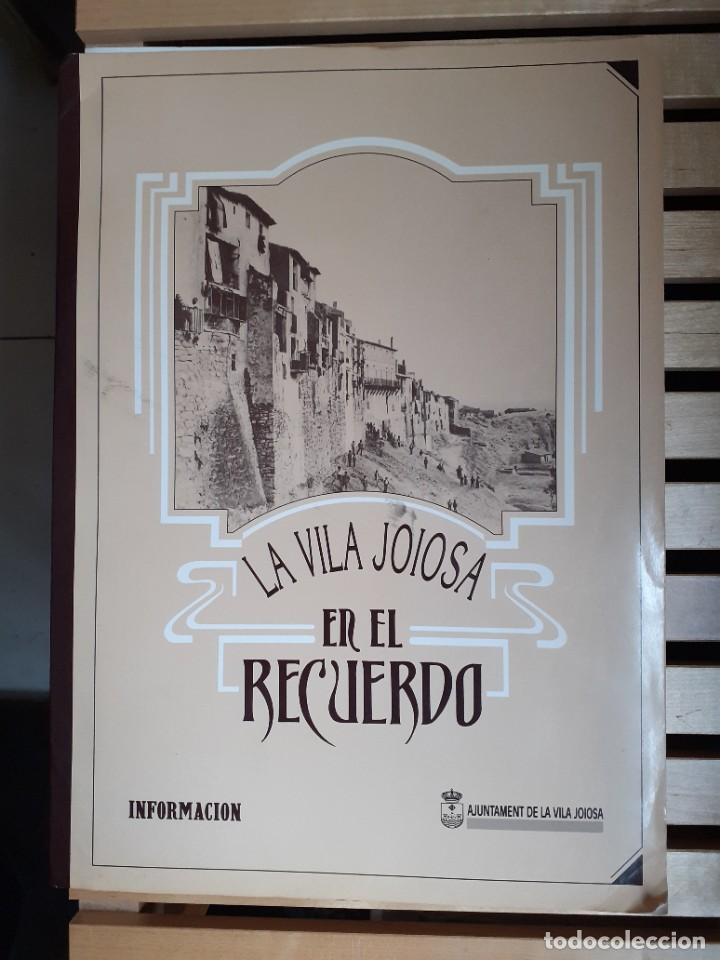 LA VILA JOIOSA
EN EL
RECUERDO
INFORMACION
AJUNTAMENT DE LA VILA JOIOSA
todocoleccion